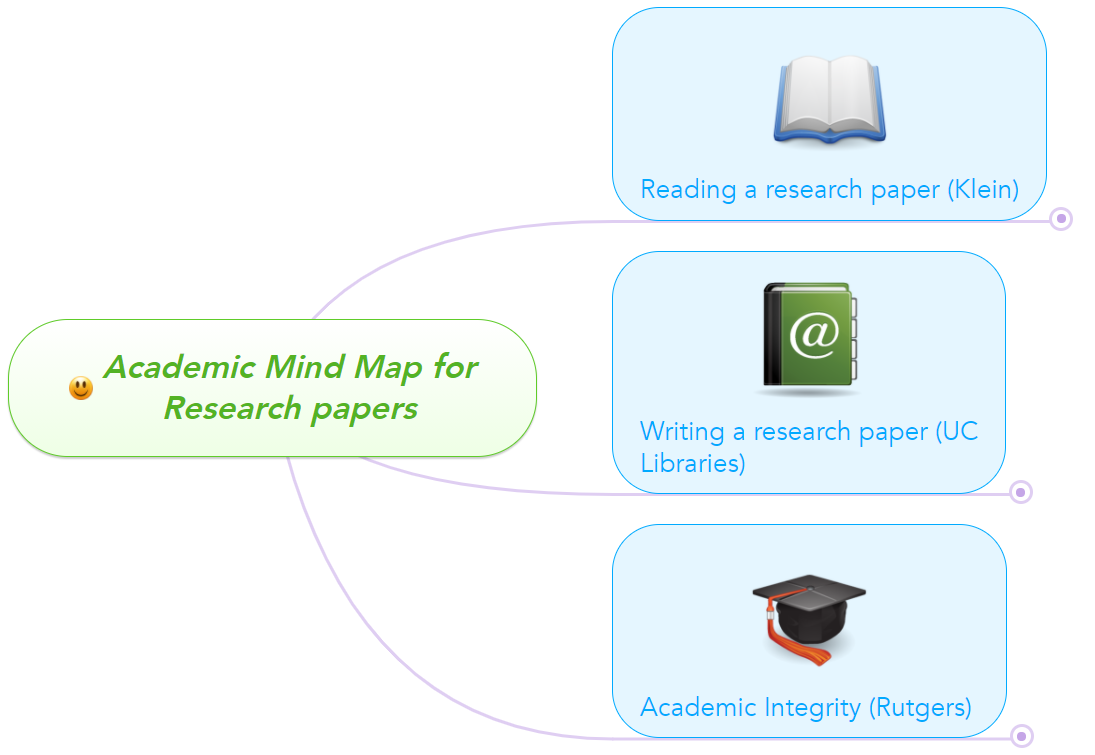 Reading a research paper (Klein)
@
Academic Mind Map for
Research papers
Writing a research paper (UC
Libraries)
Academic Integrity (Rutgers)